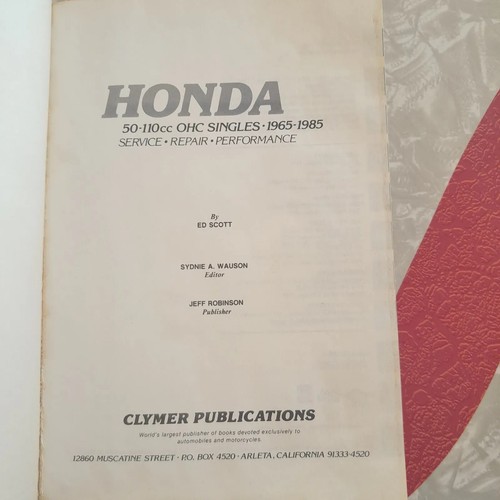 HONDA
50-110cc OHC SINGLES • 1965-1985
SERVICE • REPAIR • PERFORMANCE
By
ED SCOTT
SYDNIE A. WAUSON
Editor
JEFF ROBINSON
Publisher
CLYMER PUBLICATIONS
World's largest publisher of books devoted exclusively to
automobiles and motorcycles.
12860 MUSCATINE STREET • P.O. BOX 4520 • ARLETA, CALIFORNIA 91333-4520